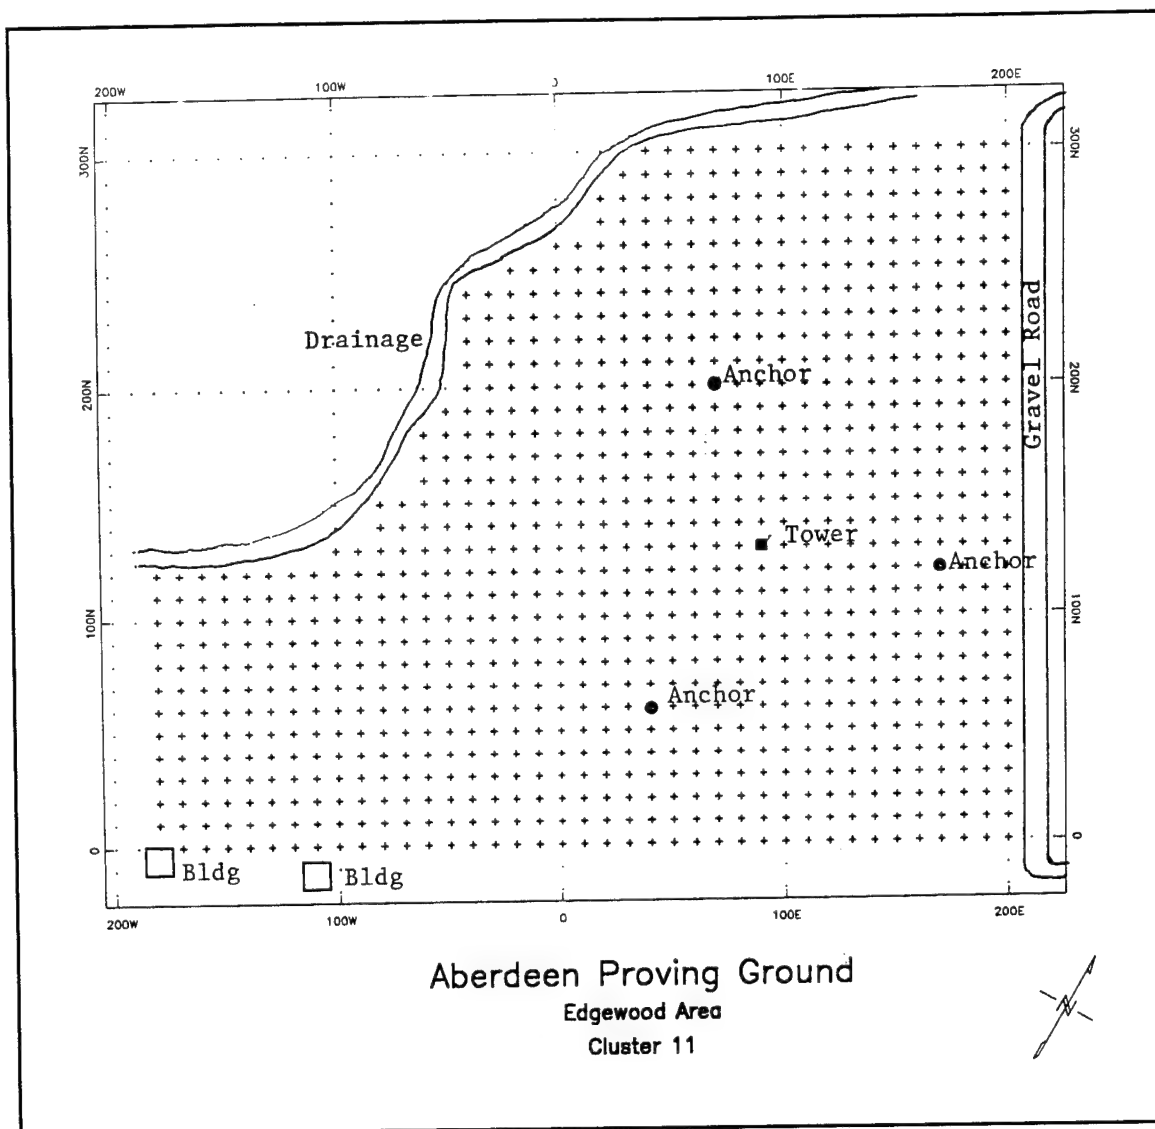 200W 100W 0 100E 200E
300N 300N
Drainage
Gravel Road
Anchor
200N 200N
Tower
Anchor
100N 100N
Anchor
0 0
Bldg Bldg
200W 100W 0 100E 200E
Aberdeen Proving Ground
Edgewood Area
N
Cluster 11